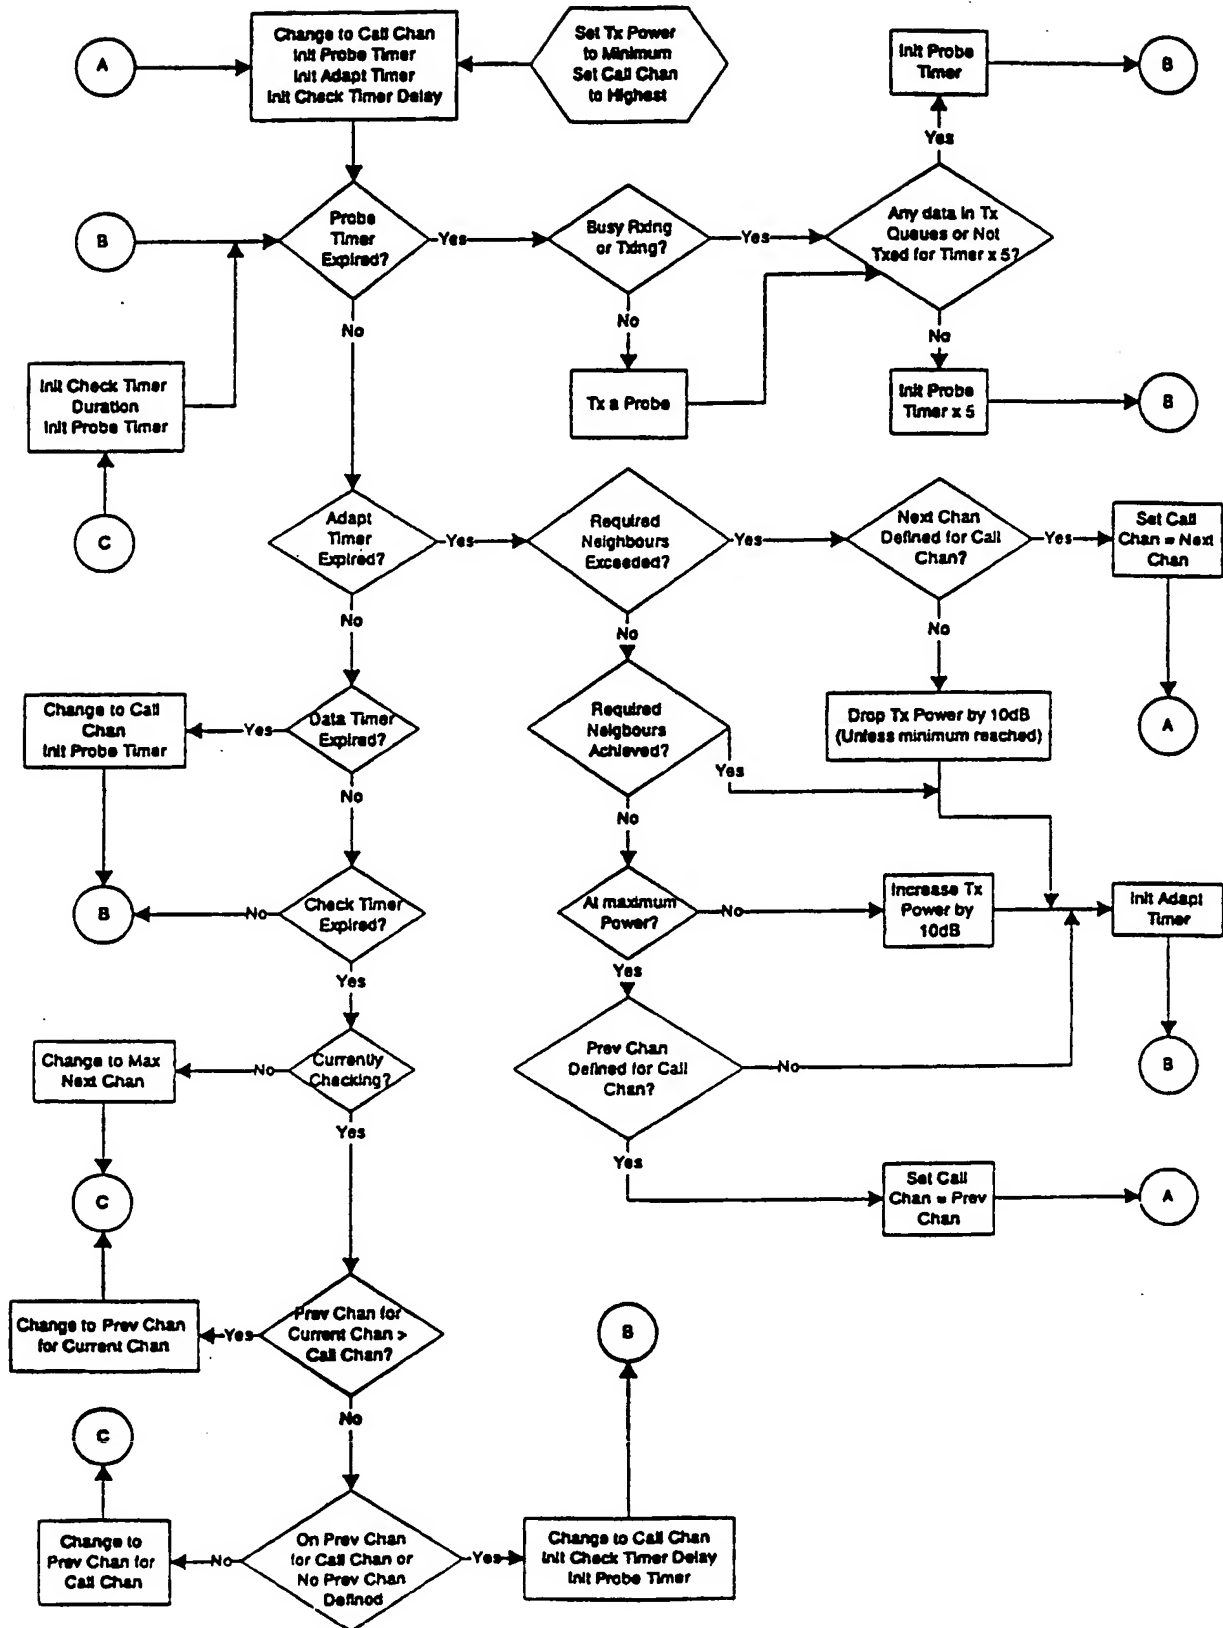 A
Change to Call Chan
Init Probe Timer
Init Adapt Timer
Init Check Timer Delay
Set Tx Power
to Minimum
Set Call Chan
to Highest
Init Probe
Timer
B
Yes
B
Probe
Timer
Expired?
Yes
Busy Rxing
or Txing?
Yes
Any data in Tx
Queues or Not
Txed for Timer x 5?
No
No
No
Init Check Timer
Duration
Init Probe Timer
Tx a Probe
Init Probe
Timer x 5
B
C
Adapt
Timer
Expired?
Yes
Required
Neighbours
Exceeded?
Yes
Next Chan
Defined for Call
Chan?
Yes
Set Call
Chan = Next
Chan
No
No
No
Change to Call
Chan
Init Probe Timer
Yes
Data Timer
Expired?
Required
Neigbours
Achieved?
Yes
Drop Tx Power by 10dB
(Unless minimum reached)
A
No
No
B
No
Check Timer
Expired?
At maximum
Power?
No
Increase Tx
Power by
10dB
Init Adapt
Timer
Yes
Yes
Change to Max
Next Chan
No
Currently
Checking?
Prev Chan
Defined for Call
Chan?
No
B
Yes
Yes
C
Set Call
Chan = Prev
Chan
A
Change to Prev Chan
for Current Chan
Yes
Prev Chan for
Current Chan >
Call Chan?
B
No
C
Change to
Prev Chan for
Call Chan
No
On Prev Chan
for Call Chan or
No Prev Chan
Defined
Yes
Change to Call Chan
Init Check Timer Delay
Init Probe Timer